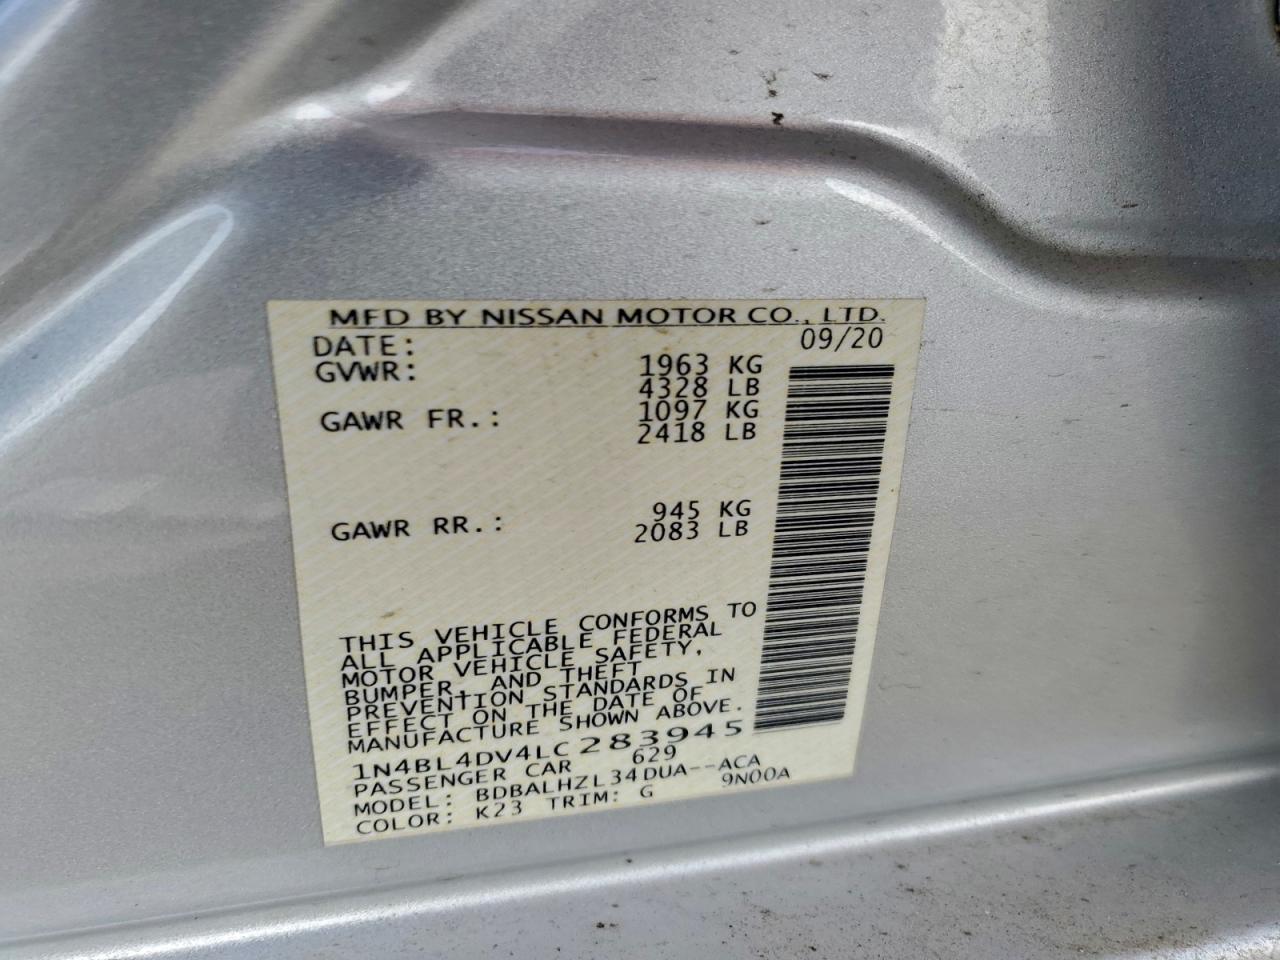 MFD BY NISSAN MOTOR CO., LTD.
DATE: 09/20
GVWR: 1963 KG
4328 LB
GAWR FR.: 1097 KG
2418 LB
GAWR RR.: 945 KG
2083 LB
THIS VEHICLE CONFORMS TO
ALL APPLICABLE FEDERAL
MOTOR VEHICLE SAFETY,
BUMPER, AND THEFT
PREVENTION STANDARDS IN
EFFECT ON THE DATE OF
MANUFACTURE SHOWN ABOVE.
1N4BL4DV4LC283945
PASSENGER CAR 629
MODEL: BDBALHZL34DUA--ACA
COLOR: K23 TRIM: G 9N00A